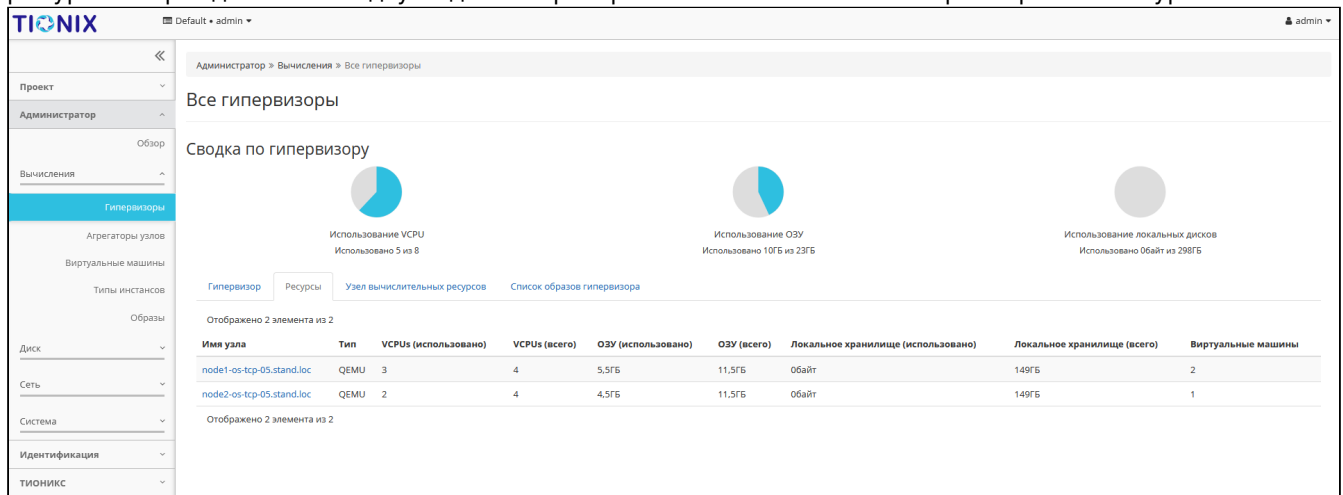 TIONIX
Default • admin
admin
Администратор » Вычисления » Все гипервизоры
Проект
Администратор
Обзор
Вычисления
Гипервизоры
Агрегаторы узлов
Виртуальные машины
Типы инстансов
Образы
Диск
Сеть
Система
Идентификация
ТИОНИКС
Все гипервизоры
Сводка по гипервизору
Использование VCPU
Использовано 5 из 8
Использование ОЗУ
Использовано 10ГБ из 23ГБ
Использование локальных дисков
Использовано 0байт из 298ГБ
Гипервизор Ресурсы Узел вычислительных ресурсов Список образов гипервизора
Отображено 2 элемента из 2
Имя узла Тип VCPUs (использовано) VCPUs (всего) ОЗУ (использовано) ОЗУ (всего) Локальное хранилище (использовано) Локальное хранилище (всего) Виртуальные машины
node1-os-tcp-05.stand.loc QEMU 3 4 5,5ГБ 11,5ГБ 0байт 149ГБ 2
node2-os-tcp-05.stand.loc QEMU 2 4 4,5ГБ 11,5ГБ 0байт 149ГБ 1
Отображено 2 элемента из 2